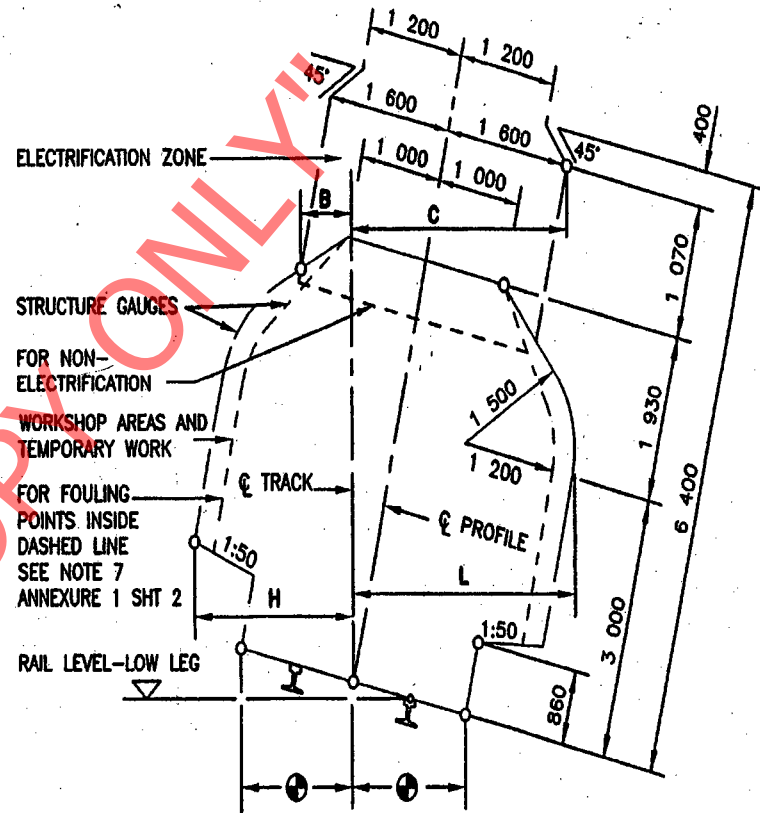 1 200
1 200
45°
1 600
1 600
45°
400
ELECTRIFICATION ZONE
1 000
1 000
B
C
1 070
STRUCTURE GAUGES
FOR NON-
ELECTRIFICATION
1 500
1 930
WORKSHOP AREAS AND
TEMPORARY WORK
1 200
6 400
℄ TRACK
FOR FOULING
POINTS INSIDE
DASHED LINE
SEE NOTE 7
ANNEXURE 1 SHT 2
℄ PROFILE
1:50
H
L
1:50
3 000
RAIL LEVEL-LOW LEG
860
COPY ONLY"